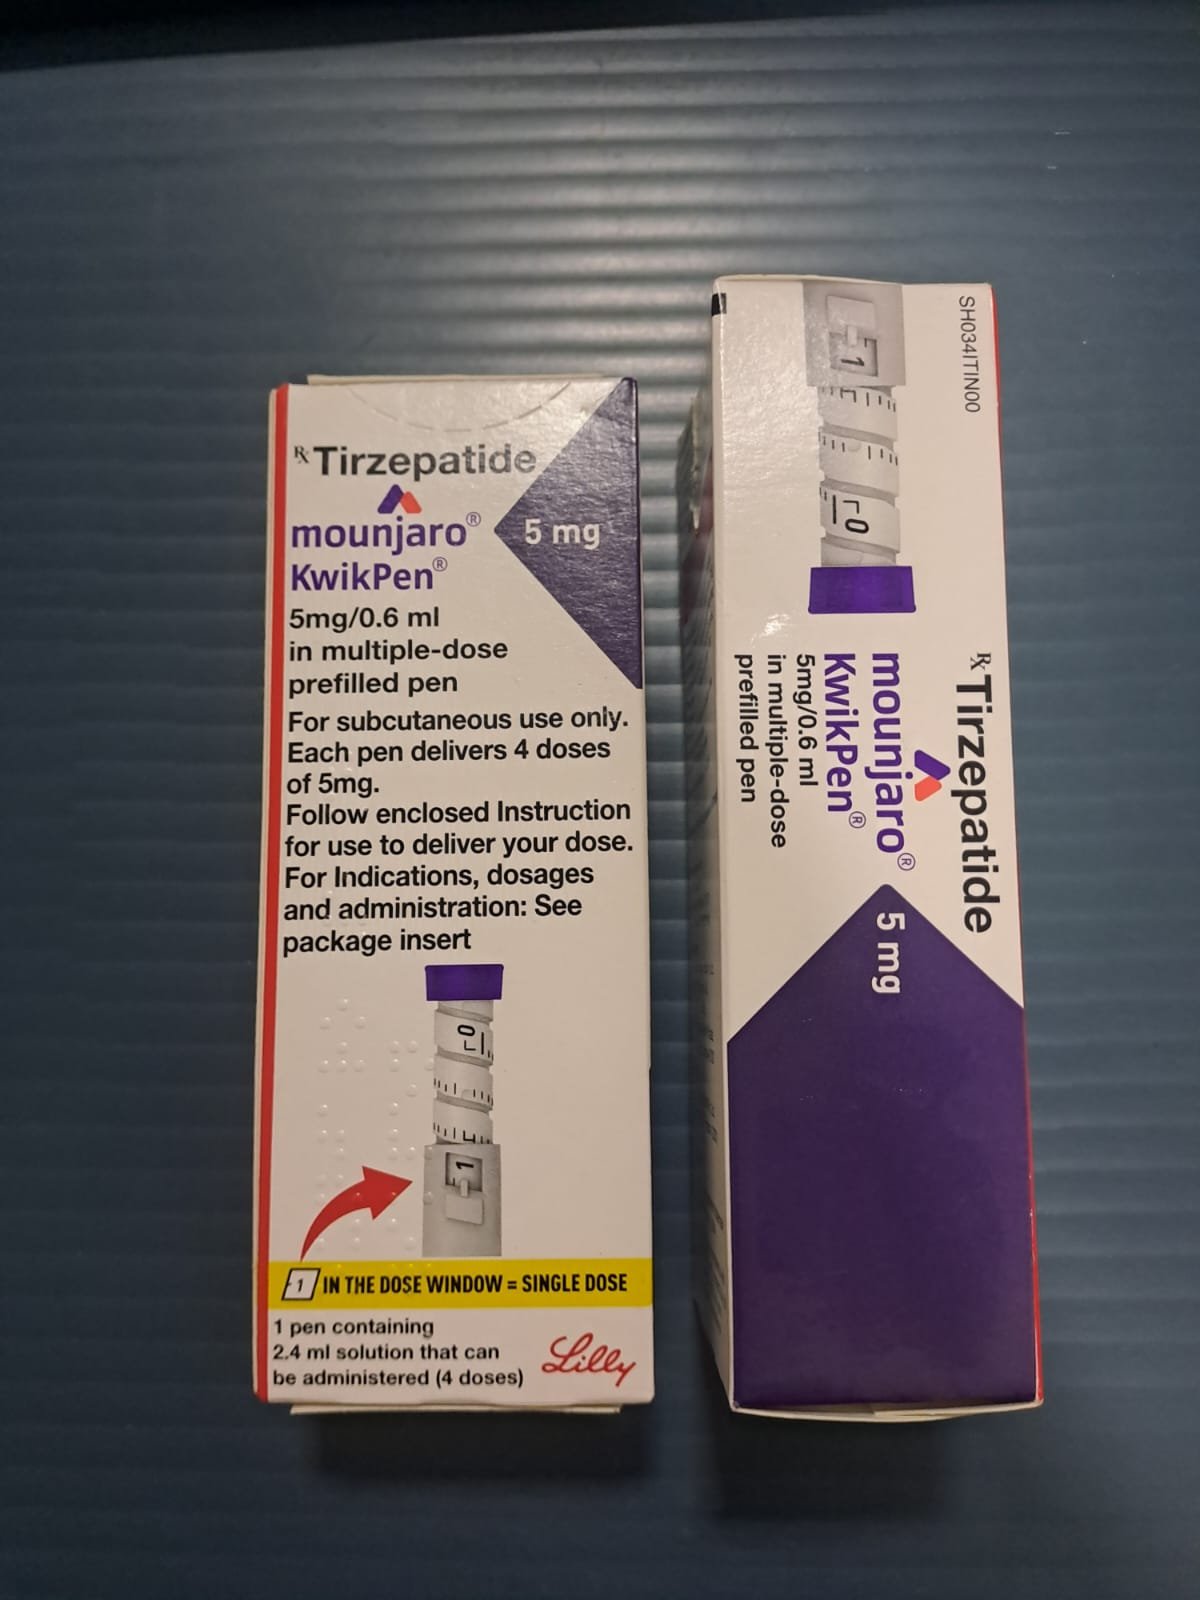 ℞ Tirzepatide
mounjaro®
KwikPen®
5 mg
5mg/0.6 ml
in multiple-dose
prefilled pen
For subcutaneous use only.
Each pen delivers 4 doses
of 5mg.
Follow enclosed Instruction
for use to deliver your dose.
For Indications, dosages
and administration: See
package insert
0
1
1 IN THE DOSE WINDOW = SINGLE DOSE
1 pen containing
2.4 ml solution that can
be administered (4 doses)
Lilly
SH034ITIN00
1
0
℞ Tirzepatide
mounjaro®
KwikPen®
5 mg
5mg/0.6 ml
in multiple-dose
prefilled pen